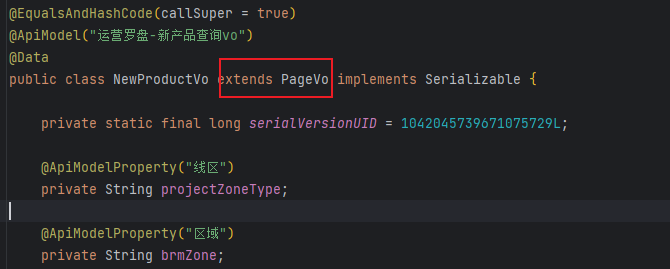 @EqualsAndHashCode(callSuper = true)
@ApiModel("运营罗盘-新产品查询vo")
@Data
public class NewProductVo extends PageVo implements Serializable {
private static final long serialVersionUID = 1042045739671075729L;
@ApiModelProperty("线区")
private String projectZoneType;
@ApiModelProperty("区域")
private String brmZone;